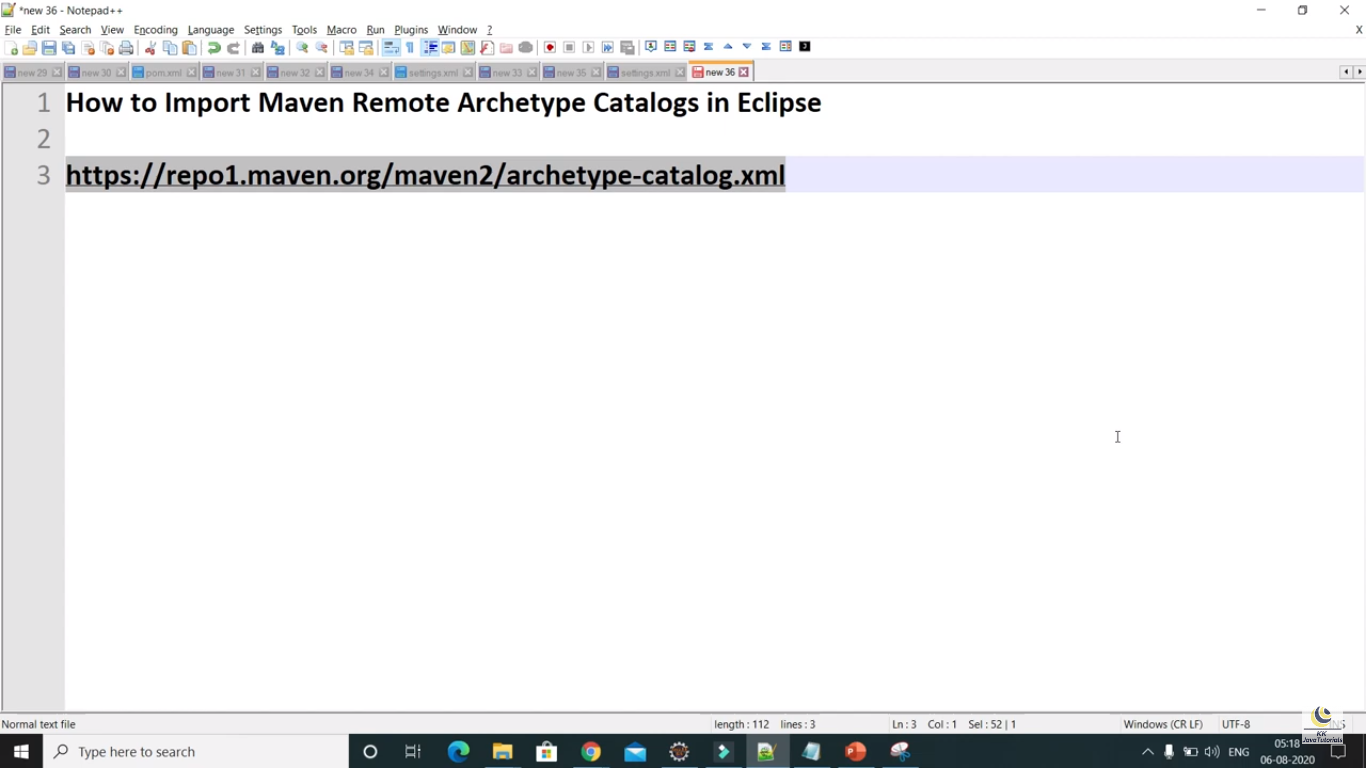 *new 36 - Notepad++
File Edit Search View Encoding Language Settings Tools Macro Run Plugins Window ?
X
new 29 new 30 pom.xml new 31 new 32 new 34 settings.xml new 33 new 35 settings.xml new 36
1 How to Import Maven Remote Archetype Catalogs in Eclipse
2
3 https://repo1.maven.org/maven2/archetype-catalog.xml
Normal text file length : 112 lines : 3 Ln : 3 Col : 1 Sel : 52 | 1 Windows (CR LF) UTF-8
KK
JavaTutorials
Type here to search ENG 05:18
06-08-2020